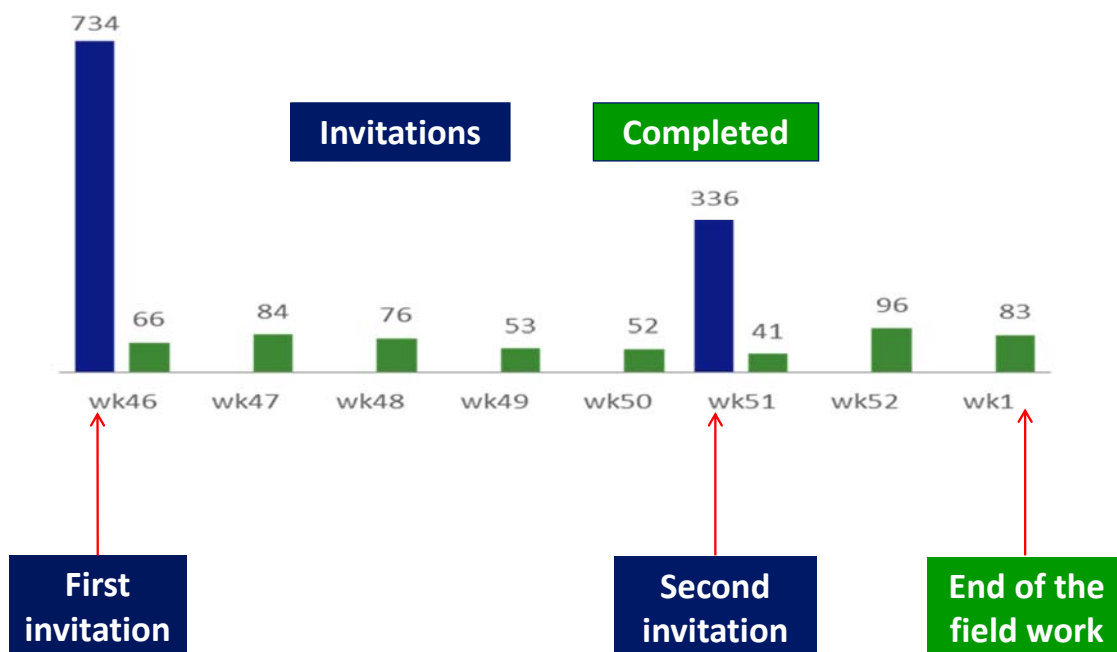 734
Invitations
Completed
336
66
84
76
53
52
41
96
83
wk46
wk47
wk48
wk49
wk50
wk51
wk52
wk1
First
invitation
Second
invitation
End of the
field work